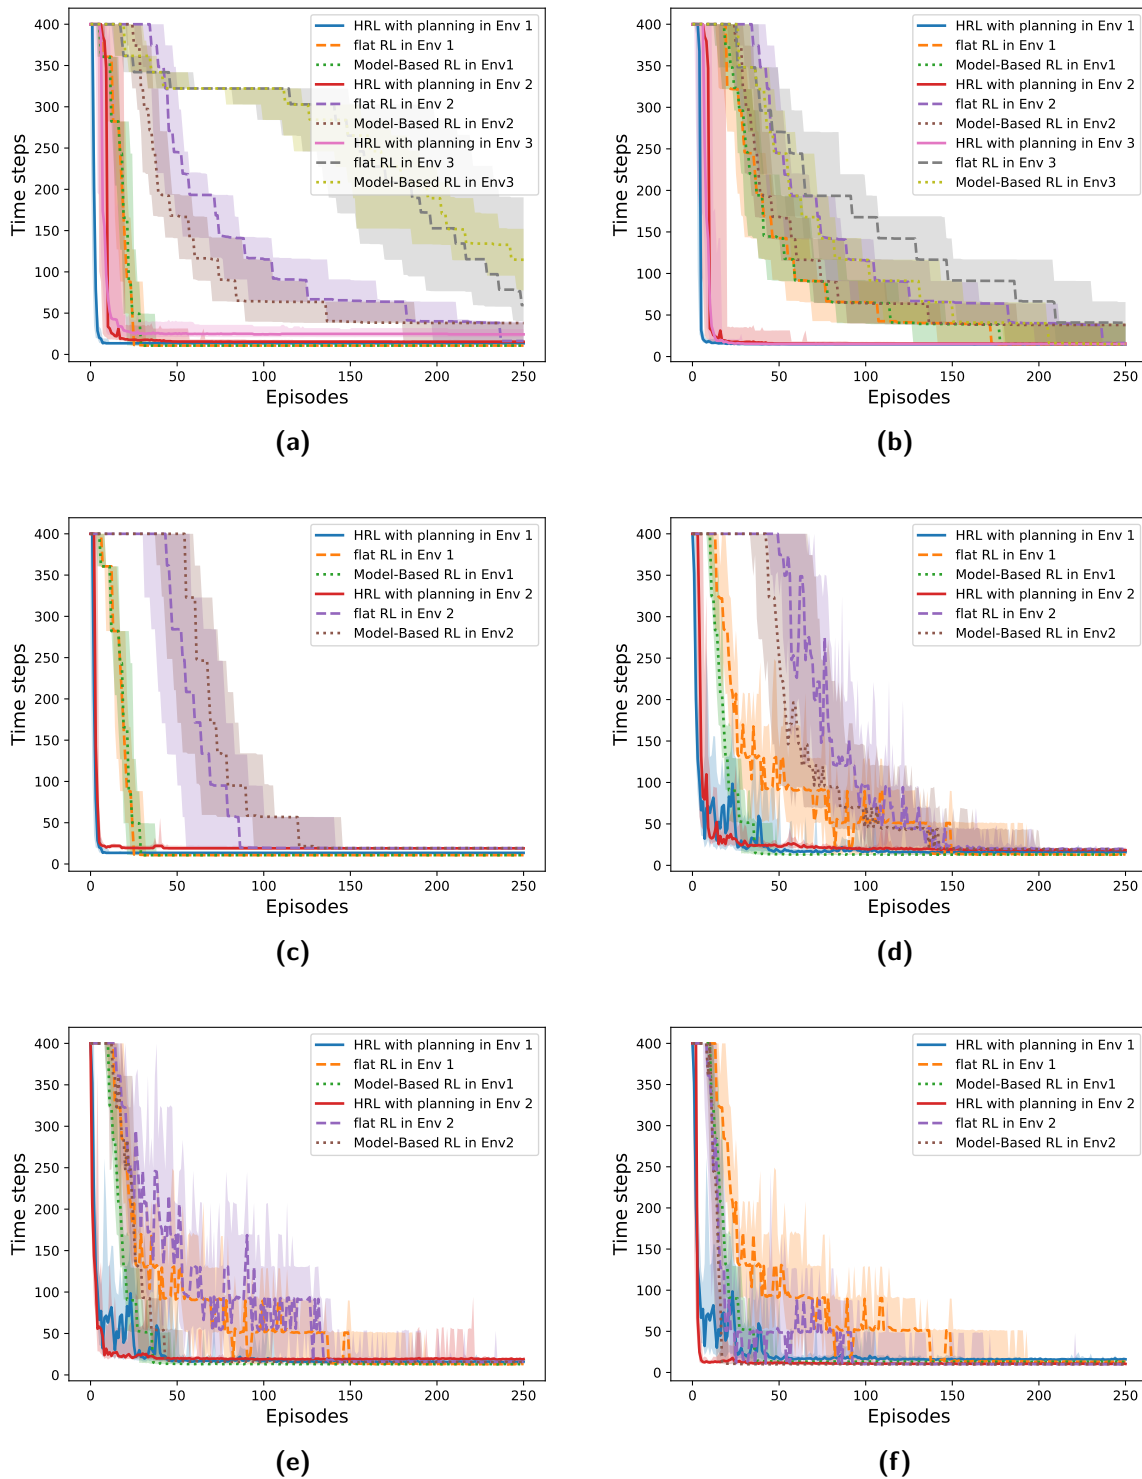 400
350
300
250
200
150
100
50
0
Time steps
HRL with planning in Env 1
flat RL in Env 1
Model-Based RL in Env1
HRL with planning in Env 2
flat RL in Env 2
Model-Based RL in Env2
HRL with planning in Env 3
flat RL in Env 3
Model-Based RL in Env3
0 50 100 150 200 250
Episodes
(a)
400
350
300
250
200
150
100
50
0
Time steps
HRL with planning in Env 1
flat RL in Env 1
Model-Based RL in Env1
HRL with planning in Env 2
flat RL in Env 2
Model-Based RL in Env2
HRL with planning in Env 3
flat RL in Env 3
Model-Based RL in Env3
0 50 100 150 200 250
Episodes
(b)
400
350
300
250
200
150
100
50
0
Time steps
HRL with planning in Env 1
flat RL in Env 1
Model-Based RL in Env1
HRL with planning in Env 2
flat RL in Env 2
Model-Based RL in Env2
0 50 100 150 200 250
Episodes
(c)
400
350
300
250
200
150
100
50
0
Time steps
HRL with planning in Env 1
flat RL in Env 1
Model-Based RL in Env1
HRL with planning in Env 2
flat RL in Env 2
Model-Based RL in Env2
0 50 100 150 200 250
Episodes
(d)
400
350
300
250
200
150
100
50
0
Time steps
HRL with planning in Env 1
flat RL in Env 1
Model-Based RL in Env1
HRL with planning in Env 2
flat RL in Env 2
Model-Based RL in Env2
0 50 100 150 200 250
Episodes
(e)
400
350
300
250
200
150
100
50
0
Time steps
HRL with planning in Env 1
flat RL in Env 1
Model-Based RL in Env1
HRL with planning in Env 2
flat RL in Env 2
Model-Based RL in Env2
0 50 100 150 200 250
Episodes
(f)